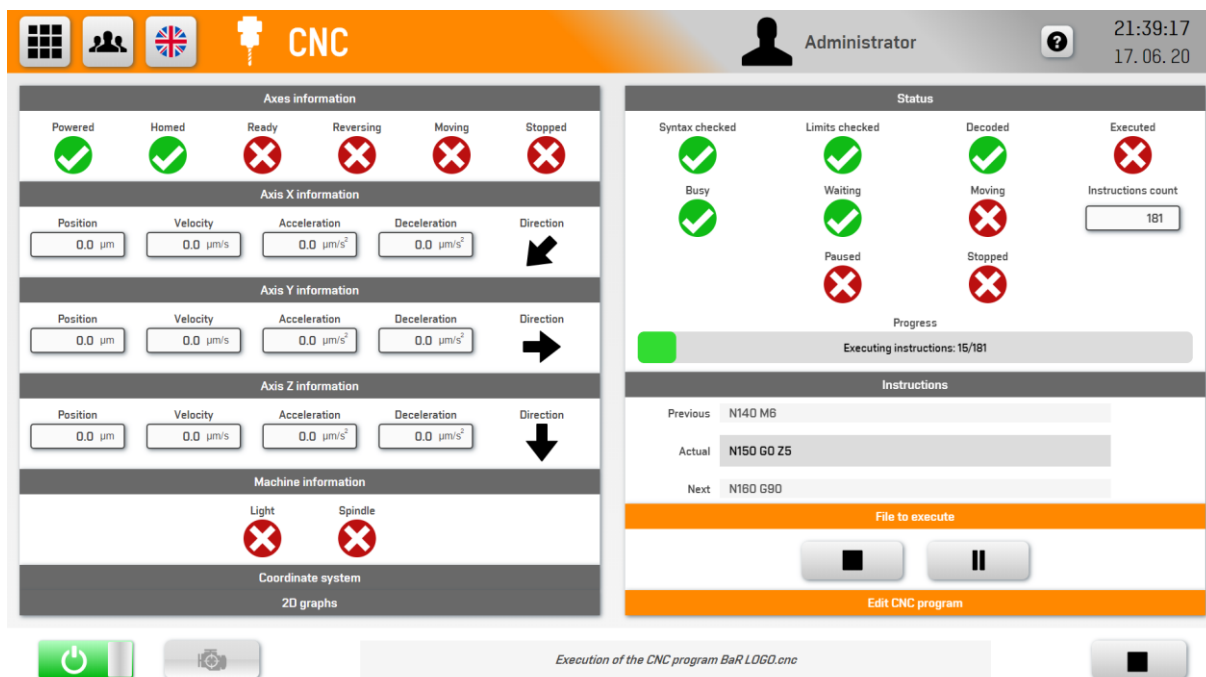 CNC
Administrator
21:39:17
17. 06. 20
Axes information
Powered Homed Ready Reversing Moving Stopped
Axis X information
Position Velocity Acceleration Deceleration Direction
0.0 µm 0.0 µm/s 0.0 µm/s² 0.0 µm/s²
Axis Y information
Position Velocity Acceleration Deceleration Direction
0.0 µm 0.0 µm/s 0.0 µm/s² 0.0 µm/s²
Axis Z information
Position Velocity Acceleration Deceleration Direction
0.0 µm 0.0 µm/s 0.0 µm/s² 0.0 µm/s²
Machine information
Light Spindle
Coordinate system
2D graphs
Status
Syntax checked Limits checked Decoded Executed
Busy Waiting Moving Instructions count
181
Paused Stopped
Progress
Executing instructions: 15/181
Instructions
Previous N140 M6
Actual N150 G0 Z5
Next N160 G90
File to execute
Edit CNC program
Execution of the CNC program BaR LOGO.cnc